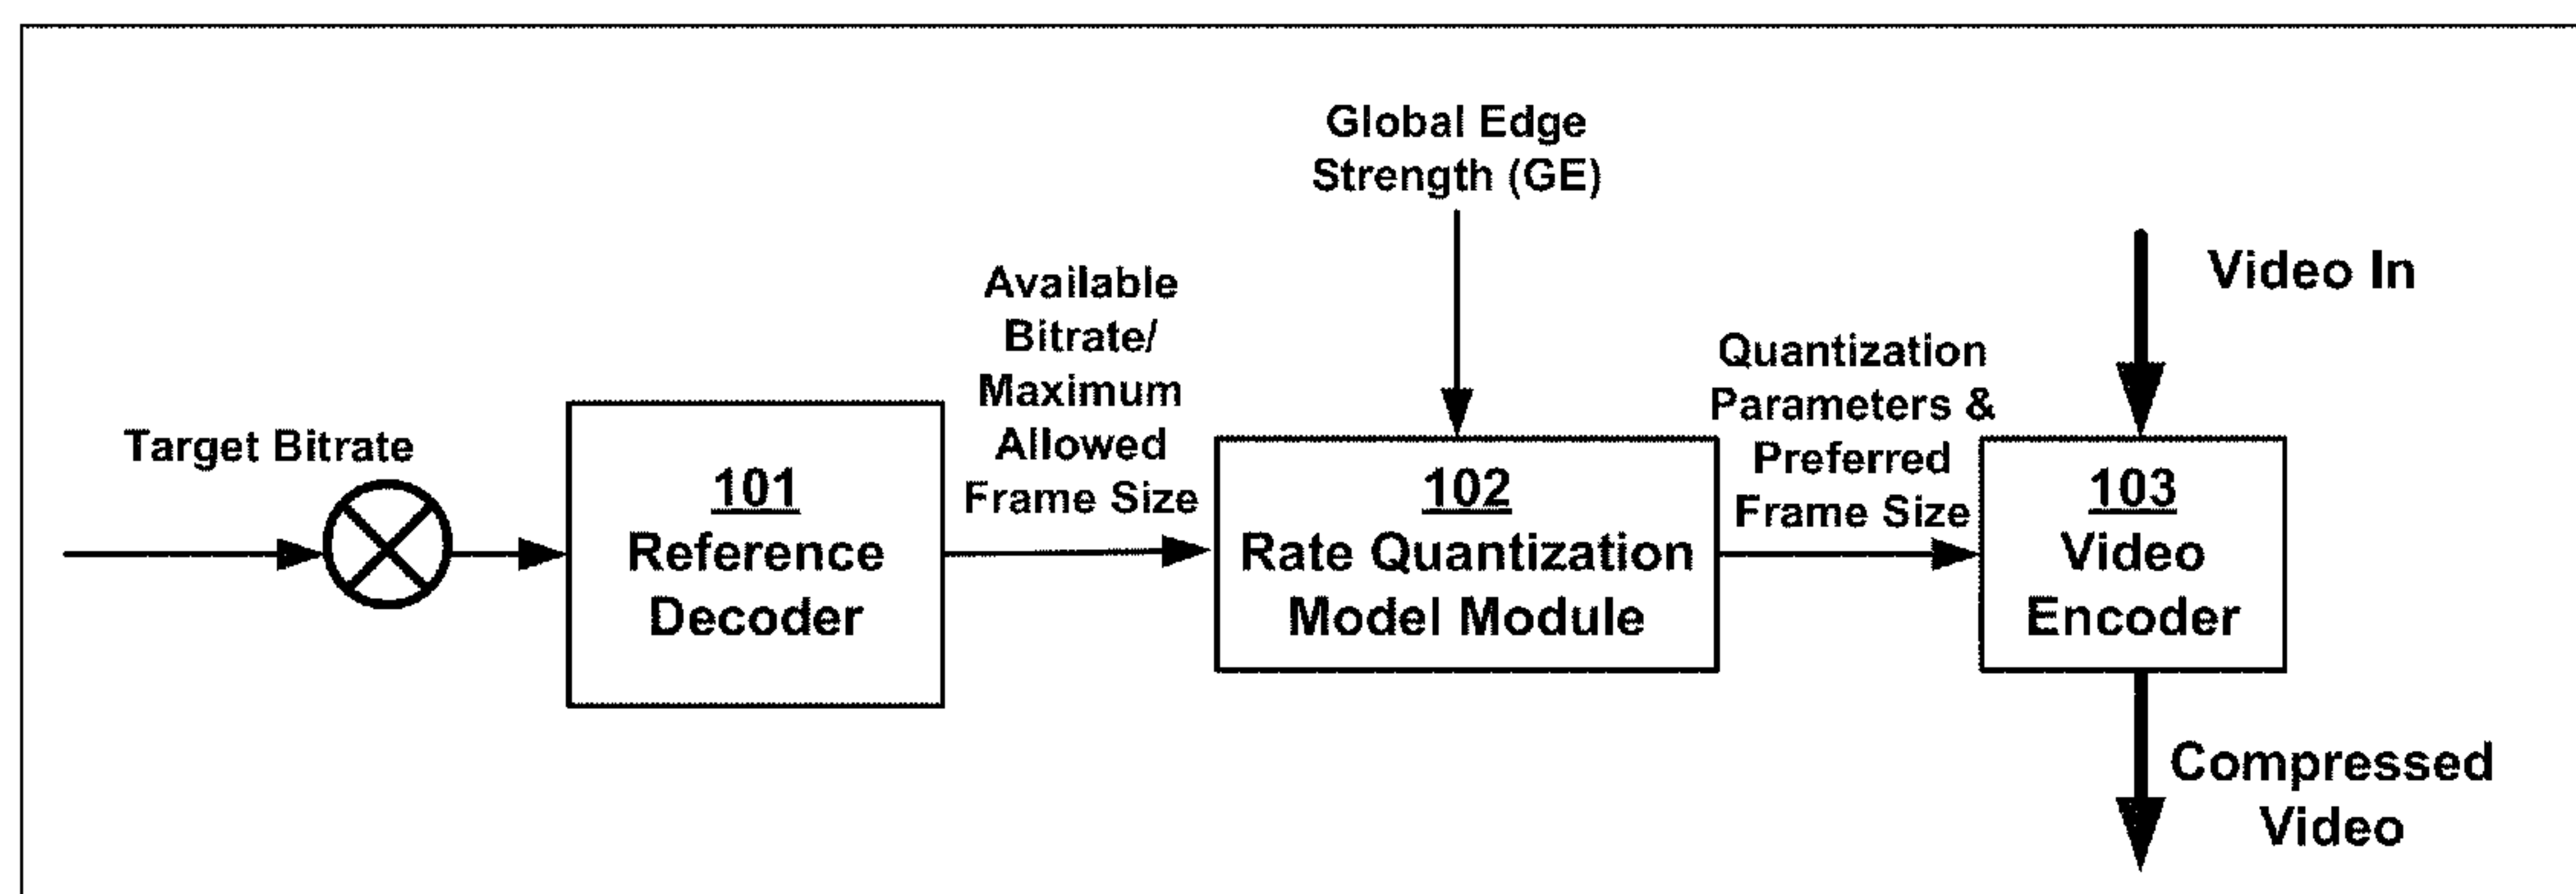 Global Edge
Strength (GE)
Video In
Available
Bitrate/
Maximum
Allowed
Frame Size
Quantization
Parameters &
Preferred
Frame Size
Target Bitrate
101
Reference
Decoder
102
Rate Quantization
Model Module
103
Video
Encoder
Compressed
Video